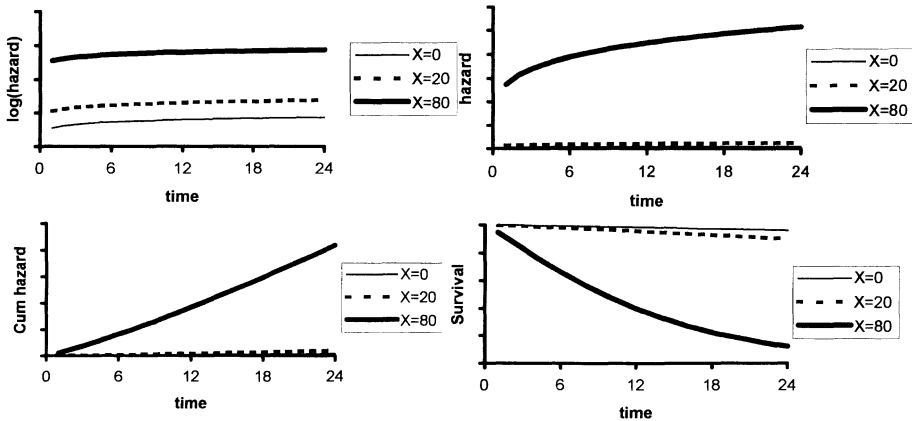 log(hazard)
X=0
X=20
X=80
0 6 12 18 24
time
hazard
X=0
X=20
X=80
0 6 12 18 24
time
Cum hazard
X=0
X=20
X=80
0 6 12 18 24
time
Survival
X=0
X=20
X=80
0 6 12 18 24
time